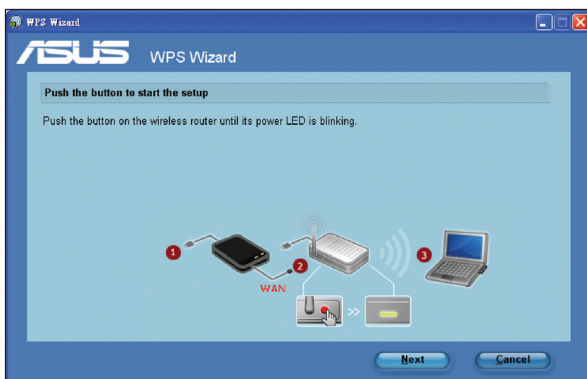 WPS Wizard
ASUS WPS Wizard
Push the button to start the setup
Push the button on the wireless router until its power LED is blinking.
1
2
3
WAN
>>
Next
Cancel